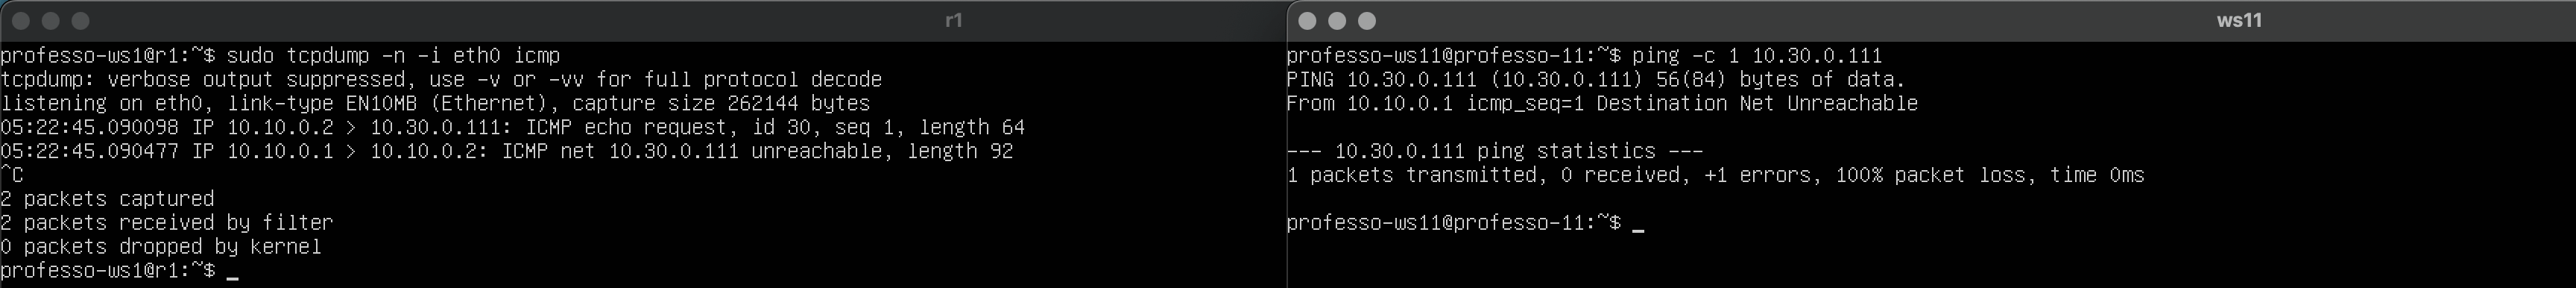 r1
professo-ws1@r1:~$ sudo tcpdump -n -i eth0 icmp
tcpdump: verbose output suppressed, use -v or -vv for full protocol decode
listening on eth0, link-type EN10MB (Ethernet), capture size 262144 bytes
05:22:45.090098 IP 10.10.0.2 > 10.30.0.111: ICMP echo request, id 30, seq 1, length 64
05:22:45.090477 IP 10.10.0.1 > 10.10.0.2: ICMP net 10.30.0.111 unreachable, length 92
^C
2 packets captured
2 packets received by filter
0 packets dropped by kernel
professo-ws1@r1:~$ _
ws11
professo-ws11@professo-11:~$ ping -c 1 10.30.0.111
PING 10.30.0.111 (10.30.0.111) 56(84) bytes of data.
From 10.10.0.1 icmp_seq=1 Destination Net Unreachable
--- 10.30.0.111 ping statistics ---
1 packets transmitted, 0 received, +1 errors, 100% packet loss, time 0ms
professo-ws11@professo-11:~$ _